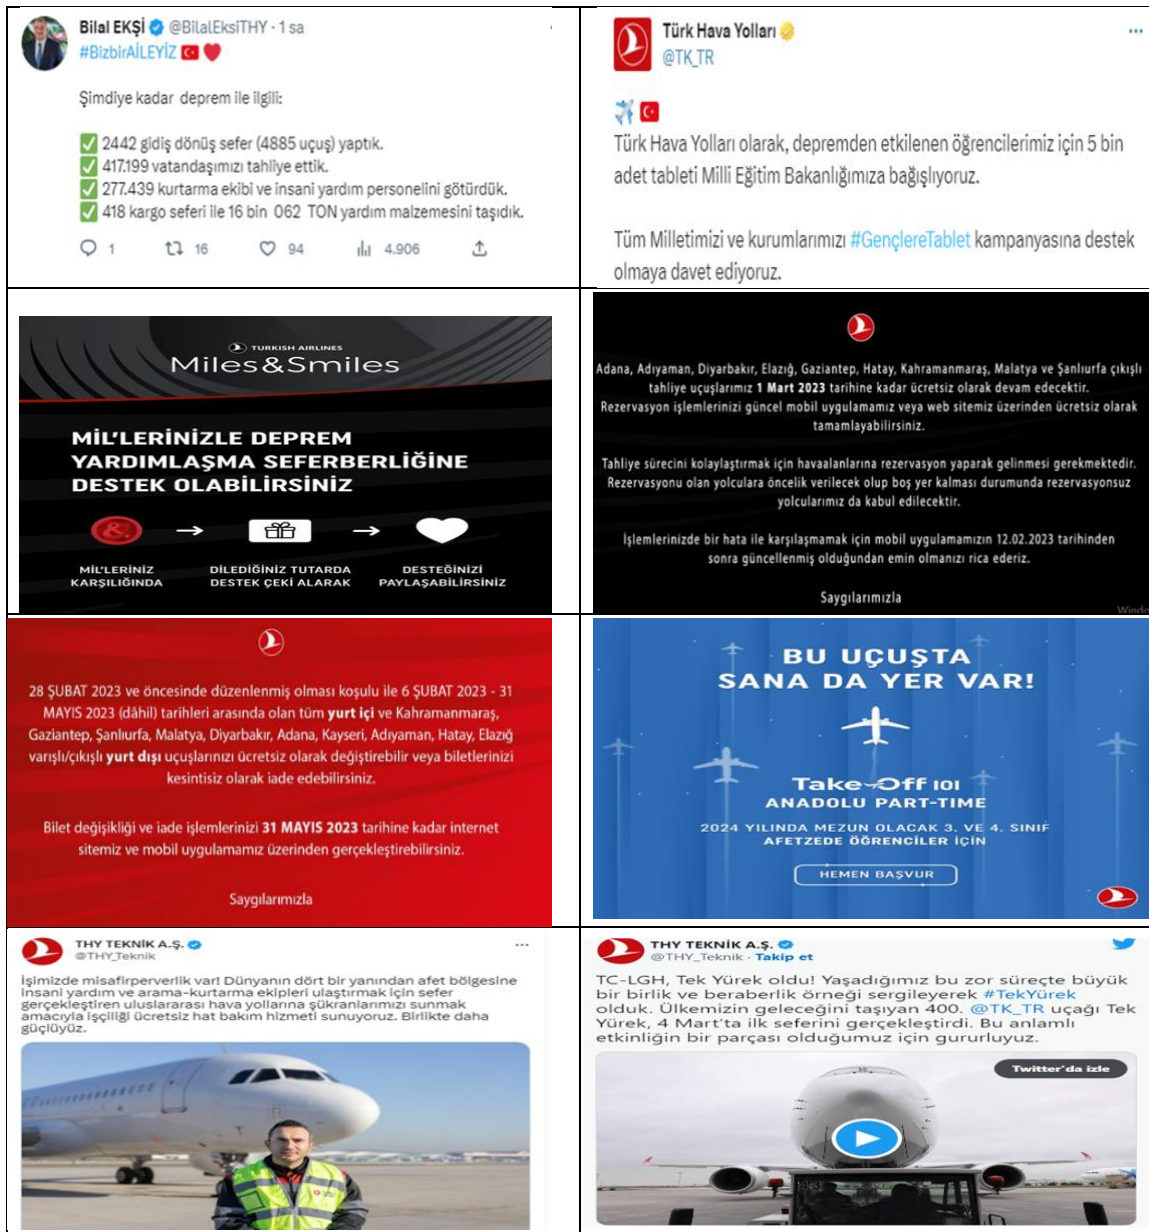 Bilal EKŞİ @BilalEksiTHY · 1 sa
#BizbirAİLEYİZ
Şimdiye kadar deprem ile ilgili:
2442 gidiş dönüş sefer (4885 uçuş) yaptık.
417.199 vatandaşımızı tahliye ettik.
277.439 kurtarma ekibi ve insani yardım personelini götürdük.
418 kargo seferi ile 16 bin 062 TON yardım malzemesini taşıdık.
1 16 94 4.906
Türk Hava Yolları
@TK_TR
Türk Hava Yolları olarak, depremden etkilenen öğrencilerimiz için 5 bin
adet tableti Milli Eğitim Bakanlığımıza bağışlıyoruz.
Tüm Milletimizi ve kurumlarımızı #GençlereTablet kampanyasına destek
olmaya davet ediyoruz.
TURKISH AIRLINES
Miles&Smiles
MİL'LERİNİZLE DEPREM
YARDIMLAŞMA SEFERBERLİĞİNE
DESTEK OLABİLİRSİNİZ
MİL'LERİNİZ
KARŞILIĞINDA
DİLEDİĞİNİZ TUTARDA
DESTEK ÇEKİ ALARAK
DESTEĞİNİZİ
PAYLAŞABİLİRSİNİZ
Adana, Adıyaman, Diyarbakır, Elazığ, Gaziantep, Hatay, Kahramanmaraş, Malatya ve Şanlıurfa çıkışlı
tahliye uçuşlarımız 1 Mart 2023 tarihine kadar ücretsiz olarak devam edecektir.
Rezervasyon işlemlerinizi güncel mobil uygulamamız veya web sitemiz üzerinden ücretsiz olarak
tamamlayabilirsiniz.
Tahliye sürecini kolaylaştırmak için havaalanlarına rezervasyon yaparak gelinmesi gerekmektedir.
Rezervasyonu olan yolculara öncelik verilecek olup boş yer kalması durumunda rezervasyonsuz
yolcularımız da kabul edilecektir.
İşlemlerinizde bir hata ile karşılaşmamak için mobil uygulamamızın 12.02.2023 tarihinden
sonra güncellenmiş olduğundan emin olmanızı rica ederiz.
Saygılarımızla
Windo
28 ŞUBAT 2023 ve öncesinde düzenlenmiş olması koşulu ile 6 ŞUBAT 2023 - 31
MAYIS 2023 (dâhil) tarihleri arasında olan tüm yurt içi ve Kahramanmaraş,
Gaziantep, Şanlıurfa, Malatya, Diyarbakır, Adana, Kayseri, Adıyaman, Hatay, Elazığ
varışlı/çıkışlı yurt dışı uçuşlarınızı ücretsiz olarak değiştirebilir veya biletlerinizi
kesintisiz olarak iade edebilirsiniz.
Bilet değişikliği ve iade işlemlerinizi 31 MAYIS 2023 tarihine kadar internet
sitemiz ve mobil uygulamamız üzerinden gerçekleştirebilirsiniz.
Saygılarımızla
BU UÇUŞTA
SANA DA YER VAR!
Take-Off 101
ANADOLU PART-TIME
2024 YILINDA MEZUN OLACAK 3. VE 4. SINIF
AFETZEDE ÖĞRENCİLER İÇİN
HEMEN BAŞVUR
THY TEKNİK A.Ş.
@THY_Teknik
İşimizde misafirperverlik var! Dünyanın dört bir yanından afet bölgesine
insani yardım ve arama-kurtarma ekipleri ulaştırmak için sefer
gerçekleştiren uluslararası hava yollarına şükranlarımızı sunmak
amacıyla işçiliği ücretsiz hat bakım hizmeti sunuyoruz. Birlikte daha
güçlüyüz.
THY TEKNİK A.Ş.
@THY_Teknik · Takip et
TC-LGH, Tek Yürek oldu! Yaşadığımız bu zor süreçte büyük
bir birlik ve beraberlik örneği sergileyerek #TekYürek
olduk. Ülkemizin geleceğini taşıyan 400. @TK_TR uçağı Tek
Yürek, 4 Mart'ta ilk seferini gerçekleştirdi. Bu anlamlı
etkinliğin bir parçası olduğumuz için gururluyuz.
Twitter'da izle